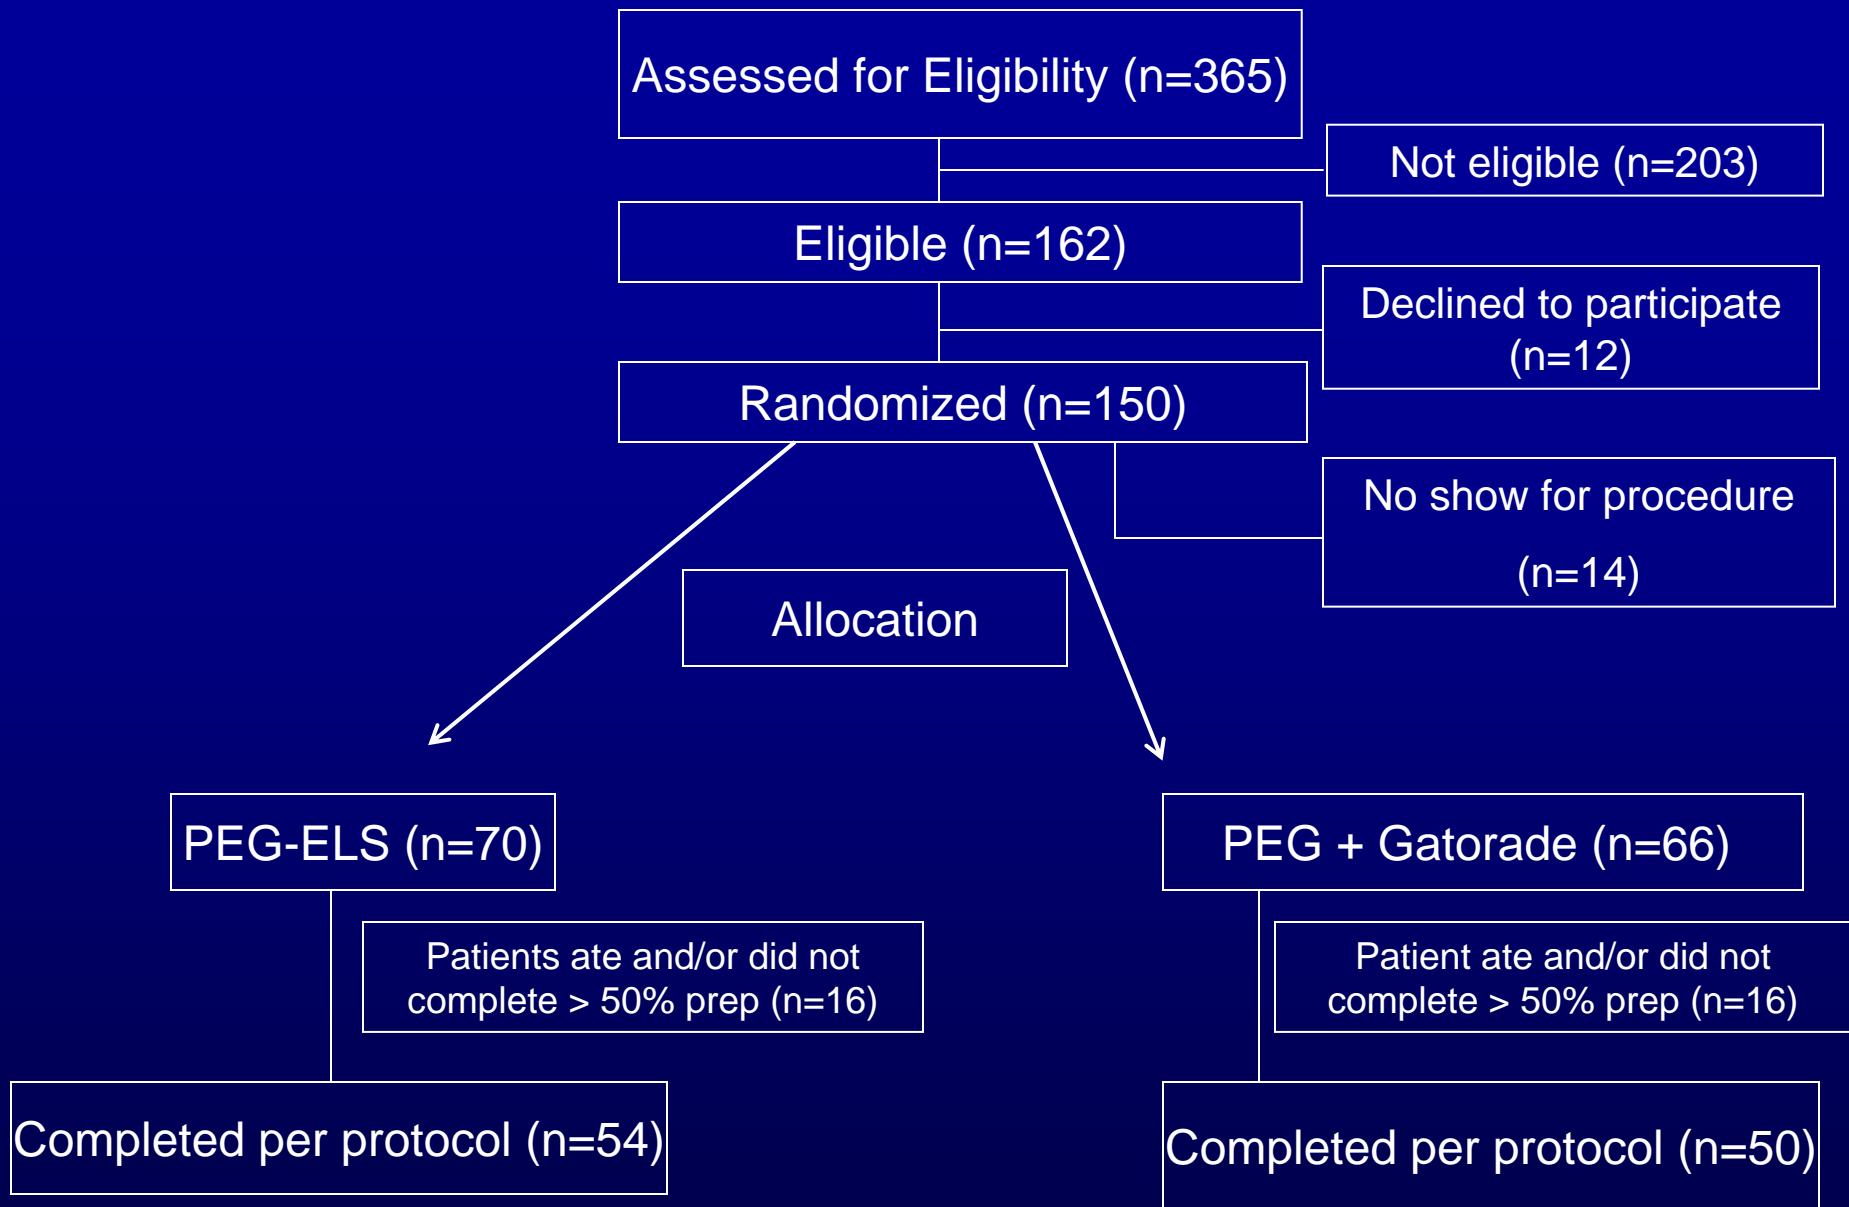 Assessed for Eligibility (n=365)
Not eligible (n=203)
Eligible (n=162)
Declined to participate
(n=12)
Randomized (n=150)
No show for procedure
(n=14)
Allocation
PEG-ELS (n=70)
PEG + Gatorade (n=66)
Patients ate and/or did not
complete > 50% prep (n=16)
Patient ate and/or did not
complete > 50% prep (n=16)
Completed per protocol (n=54)
Completed per protocol (n=50)